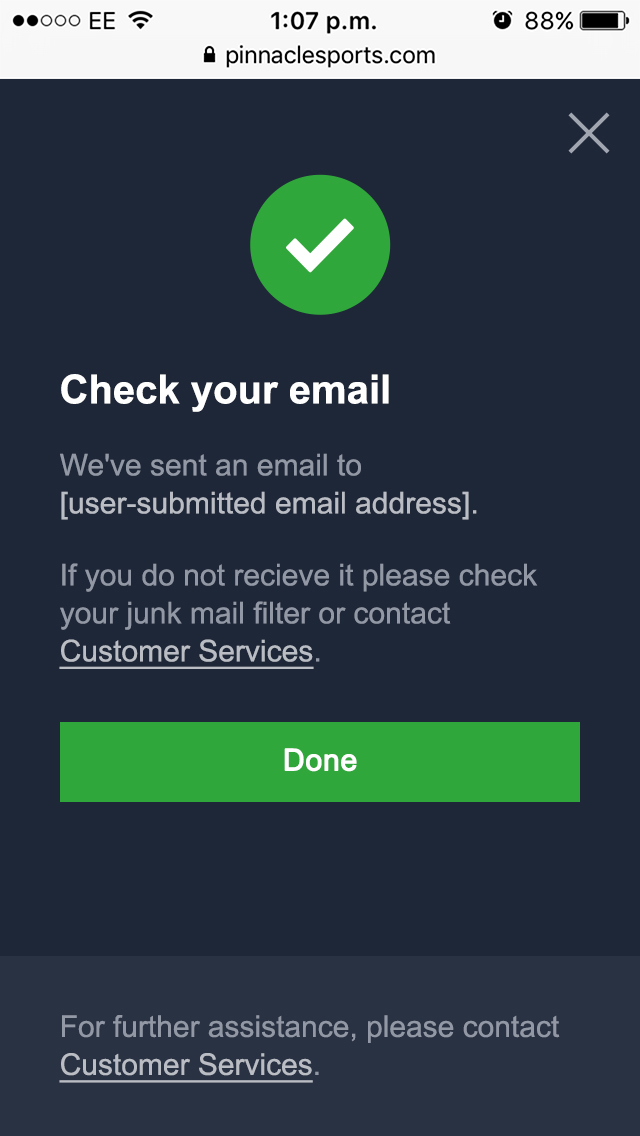 EE 1:07 p.m. 88%
pinnaclesports.com
Check your email
We've sent an email to
[user-submitted email address].
If you do not recieve it please check
your junk mail filter or contact
Customer Services.
Done
For further assistance, please contact
Customer Services.